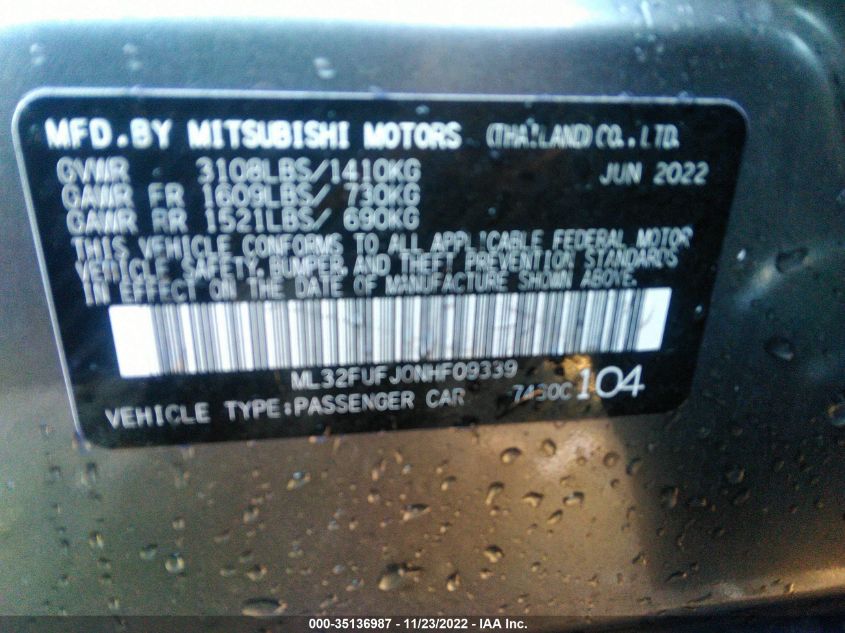 MFD.BY MITSUBISHI MOTORS (THAILAND) CO., LTD.
GVWR 3108LBS/1410KG JUN 2022
GAWR FR 1609LBS/ 730KG
GAWR RR 1521LBS/ 690KG
THIS VEHICLE CONFORMS TO ALL APPLICABLE FEDERAL MOTOR
VEHICLE SAFETY, BUMPER, AND THEFT PREVENTION STANDARDS
IN EFFECT ON THE DATE OF MANUFACTURE SHOWN ABOVE.
ML32FUFJ0NHF09339
VEHICLE TYPE:PASSENGER CAR 104
000-35136987 - 11/23/2022 - IAA Inc.